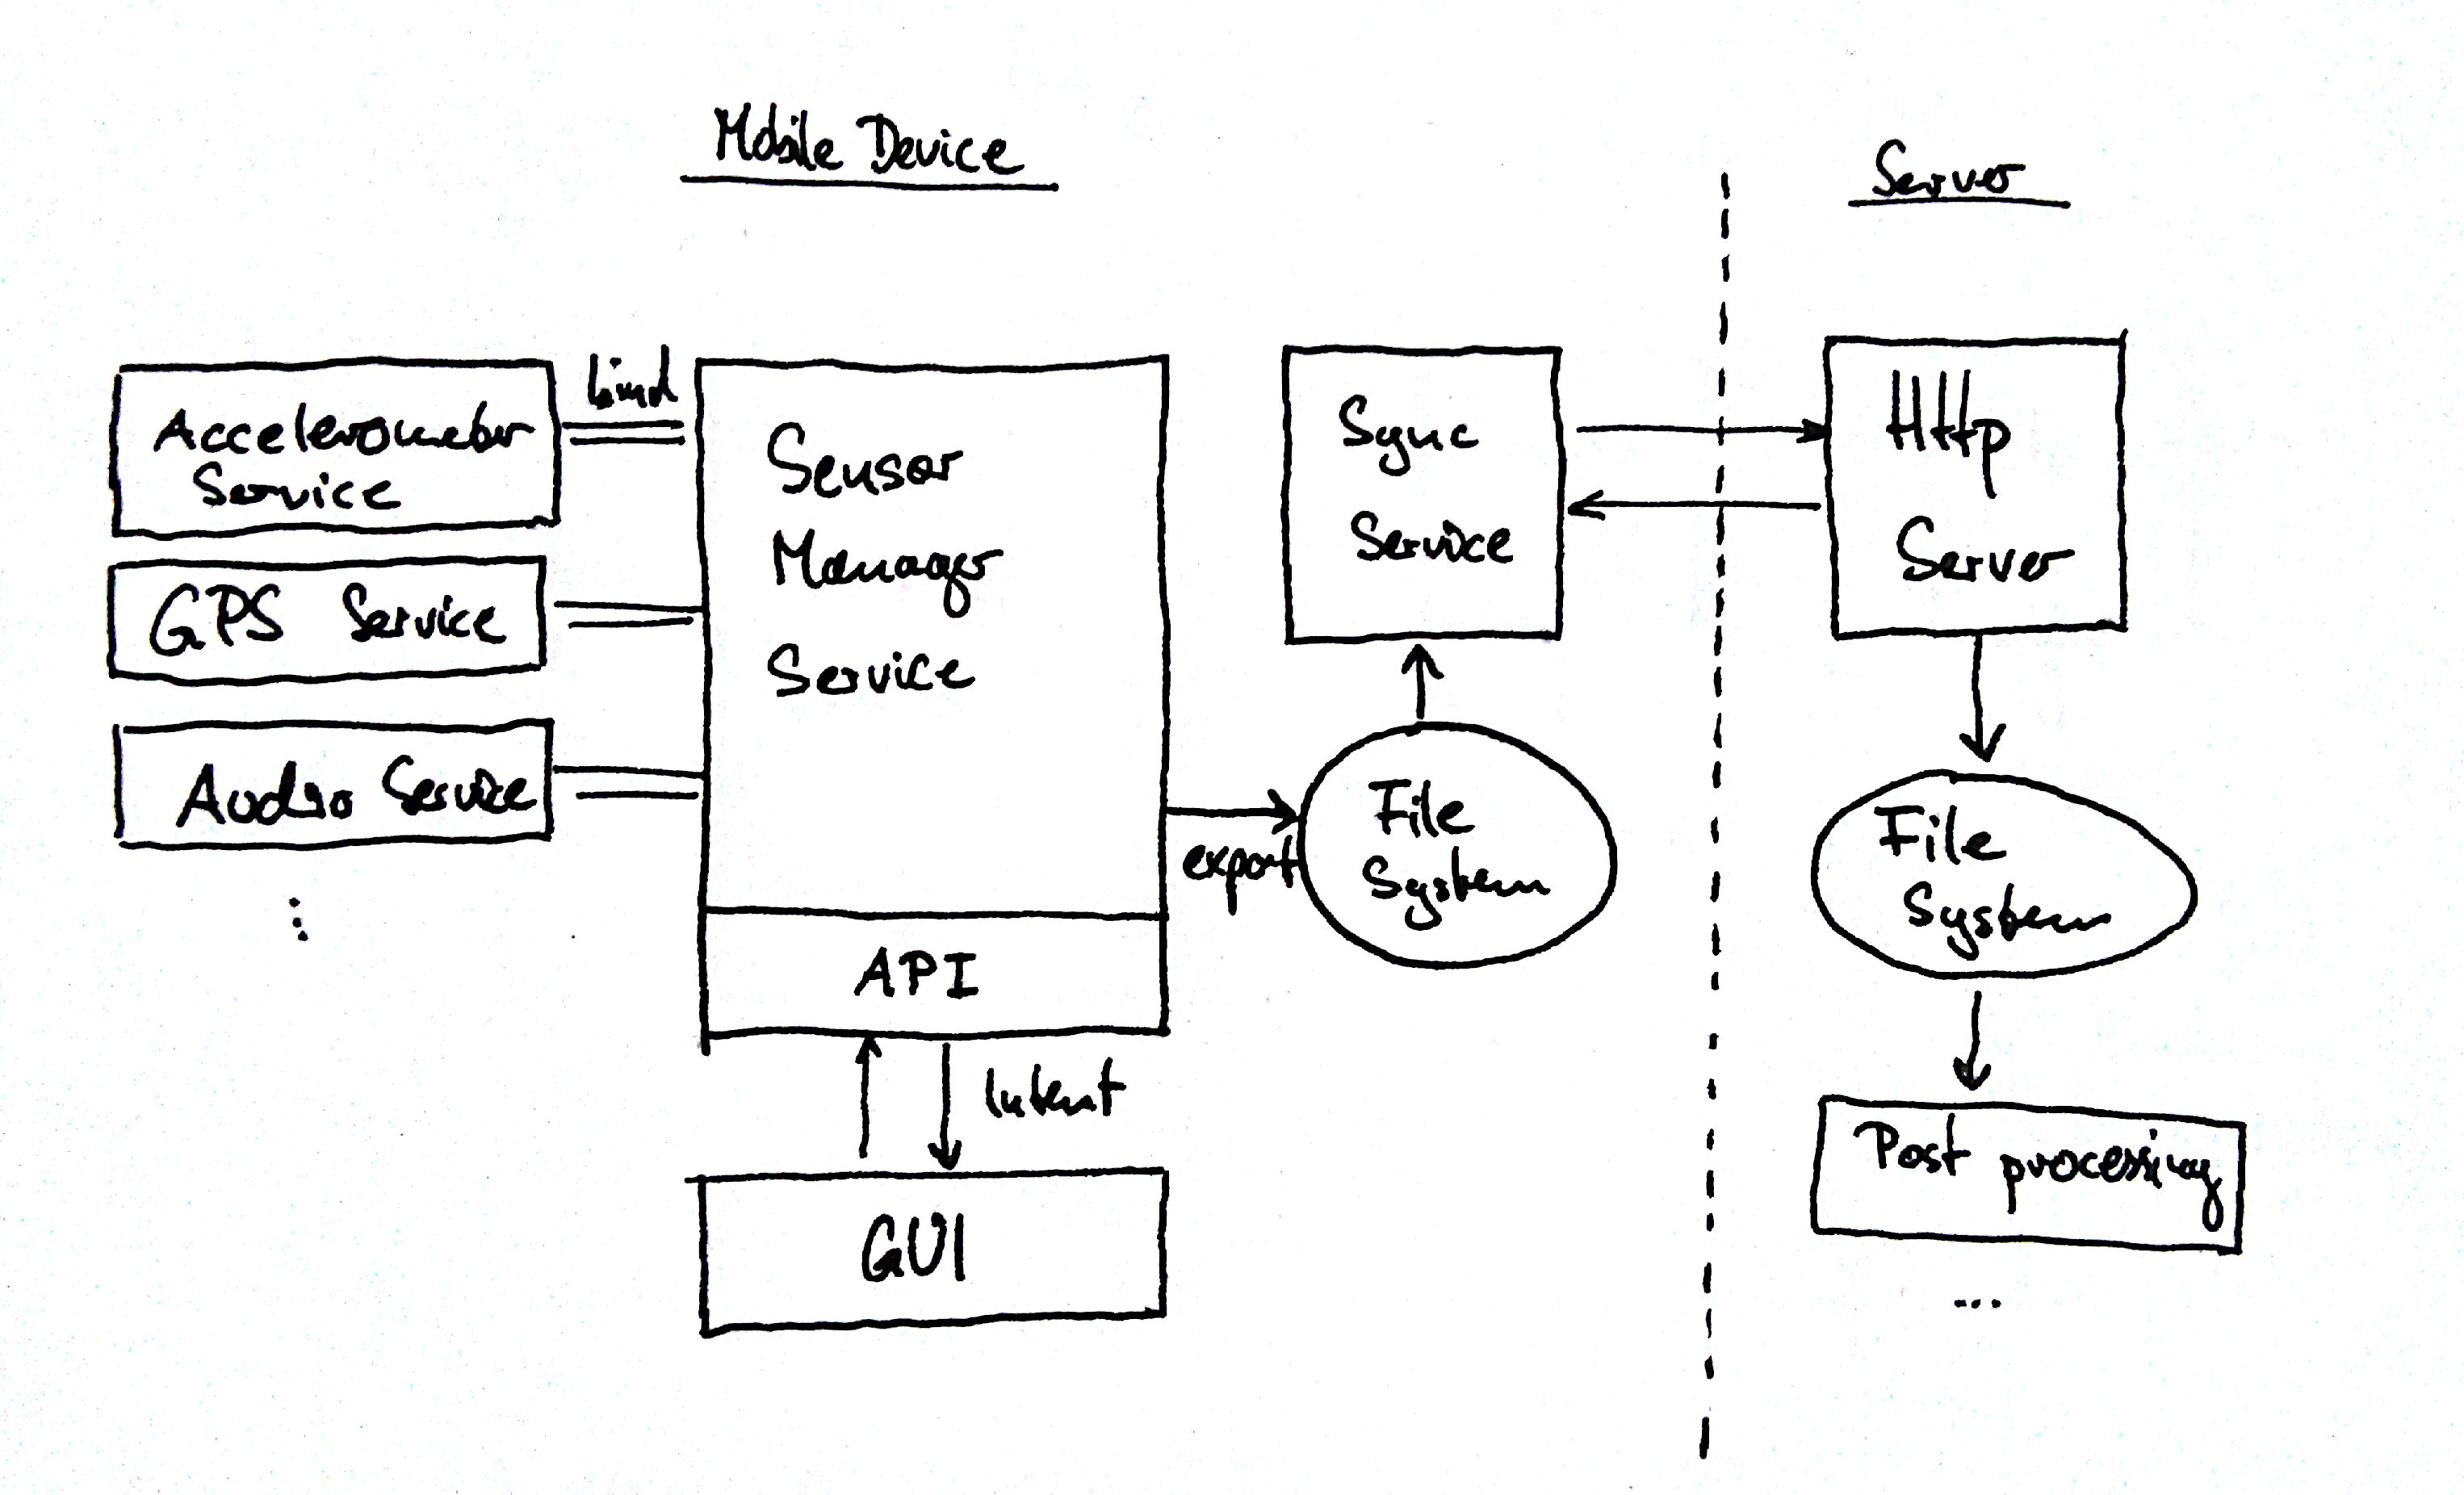 Mobile Device
Server
Accelerometer
Service
bind
GPS Service
Audio Service
Sensor
Manager
Service
API
Intent
GUI
export
Sync
Service
File
System
Http
Server
File
System
Post processing
...